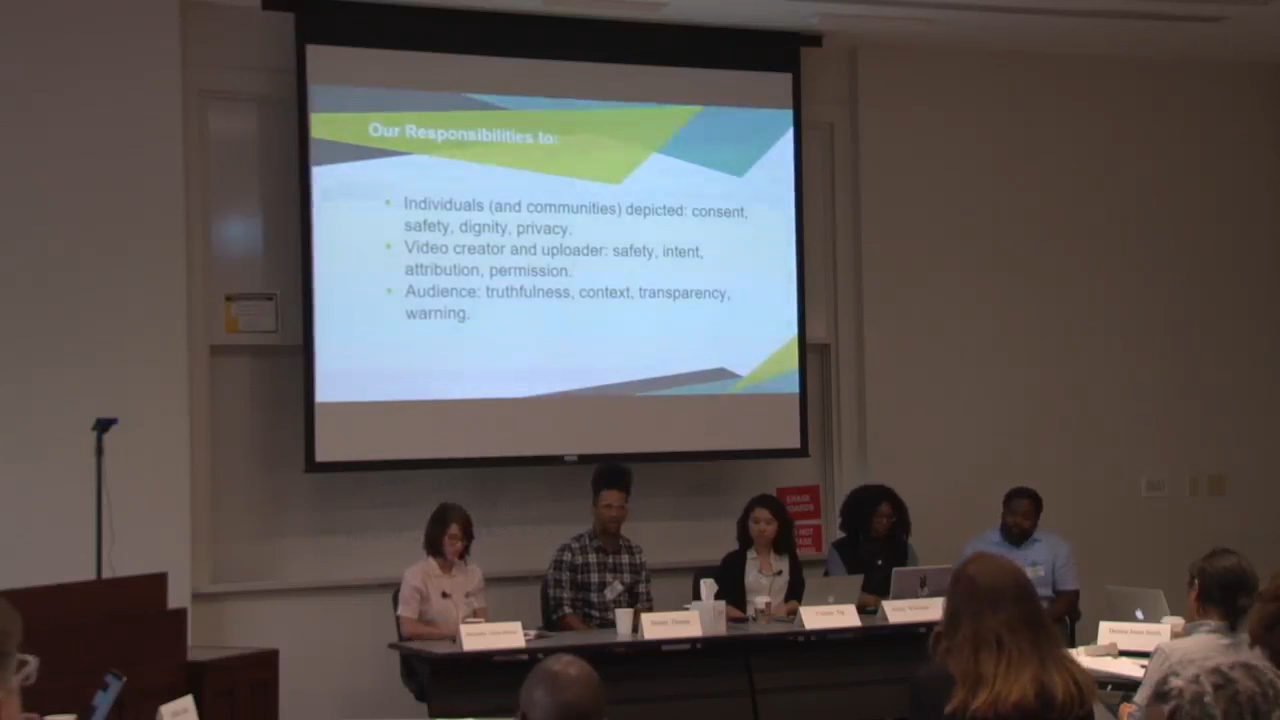 Our Responsibilities to:
Individuals (and communities) depicted: consent,
safety, dignity, privacy.
Video creator and uploader: safety, intent,
attribution, permission.
Audience: truthfulness, context, transparency,
warning.